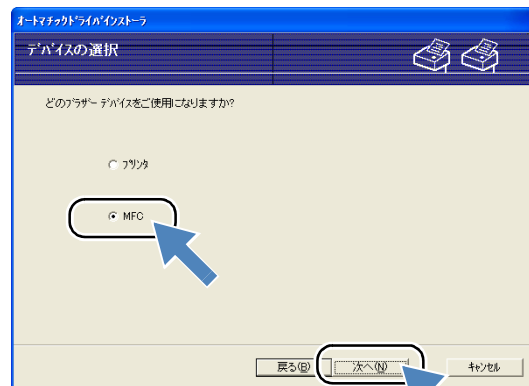 オートマチックドライバインストーラ
デバイスの選択
どのブラザー デバイスをご使用になりますか?
プリンタ
MFC
戻る(B) 次へ(N) キャンセル